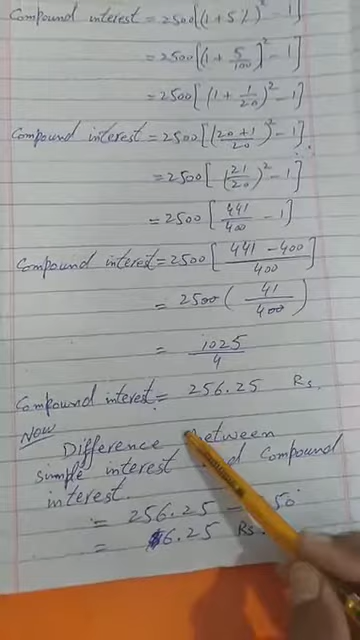 Compound interest = 2500[(1+5%)² - 1]
= 2500[(1 + 5/100)² - 1]
= 2500[(1 + 1/20)² - 1]
Compound interest = 2500[(20+1/20)² - 1]
= 2500[(21/20)² - 1]
= 2500[441/400 - 1]
Compound interest = 2500[441-400/400]
= 2500(41/400)
= 1025/4
Compound interest = 256.25 Rs.
Now
Difference between
simple interest Compound
interest.
= 256.25 - 50
= 6.25 Rs.